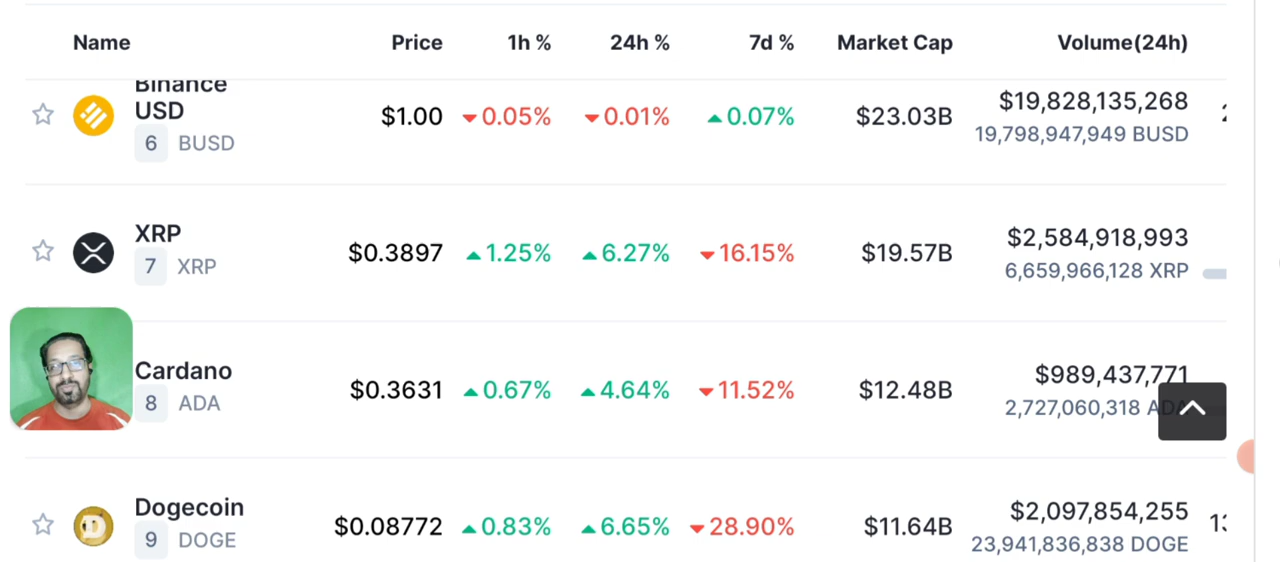 Name Price 1h % 24h % 7d % Market Cap Volume(24h)
Binance
USD
6 BUSD
$1.00 0.05% 0.01% 0.07% $23.03B $19,828,135,268
19,798,947,949 BUSD
XRP
7 XRP
$0.3897 1.25% 6.27% 16.15% $19.57B $2,584,918,993
6,659,966,128 XRP
Cardano
8 ADA
$0.3631 0.67% 4.64% 11.52% $12.48B $989,437,771
2,727,060,318 ADA
Dogecoin
9 DOGE
$0.08772 0.83% 6.65% 28.90% $11.64B $2,097,854,255
23,941,836,838 DOGE